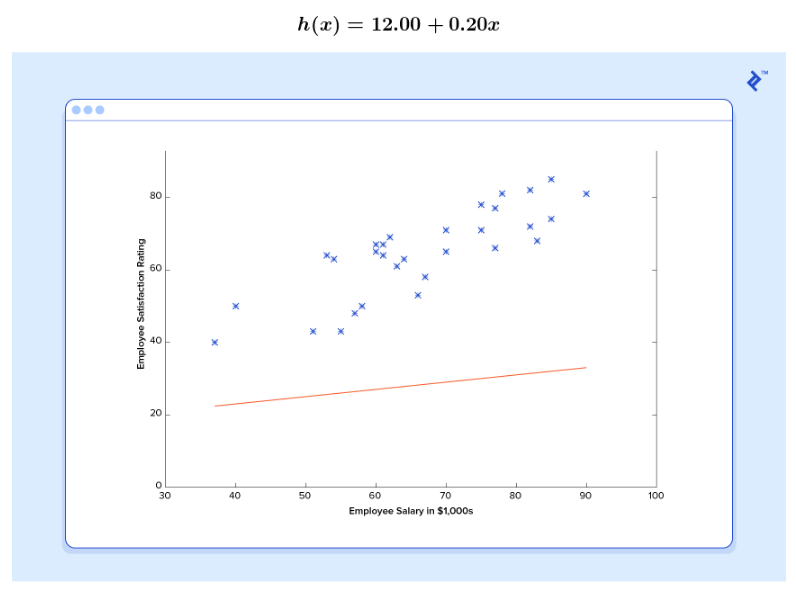 h(x) = 12.00 + 0.20x
™
80
60
40
20
0
Employee Satisfaction Rating
30 40 50 60 70 80 90 100
Employee Salary in $1,000s